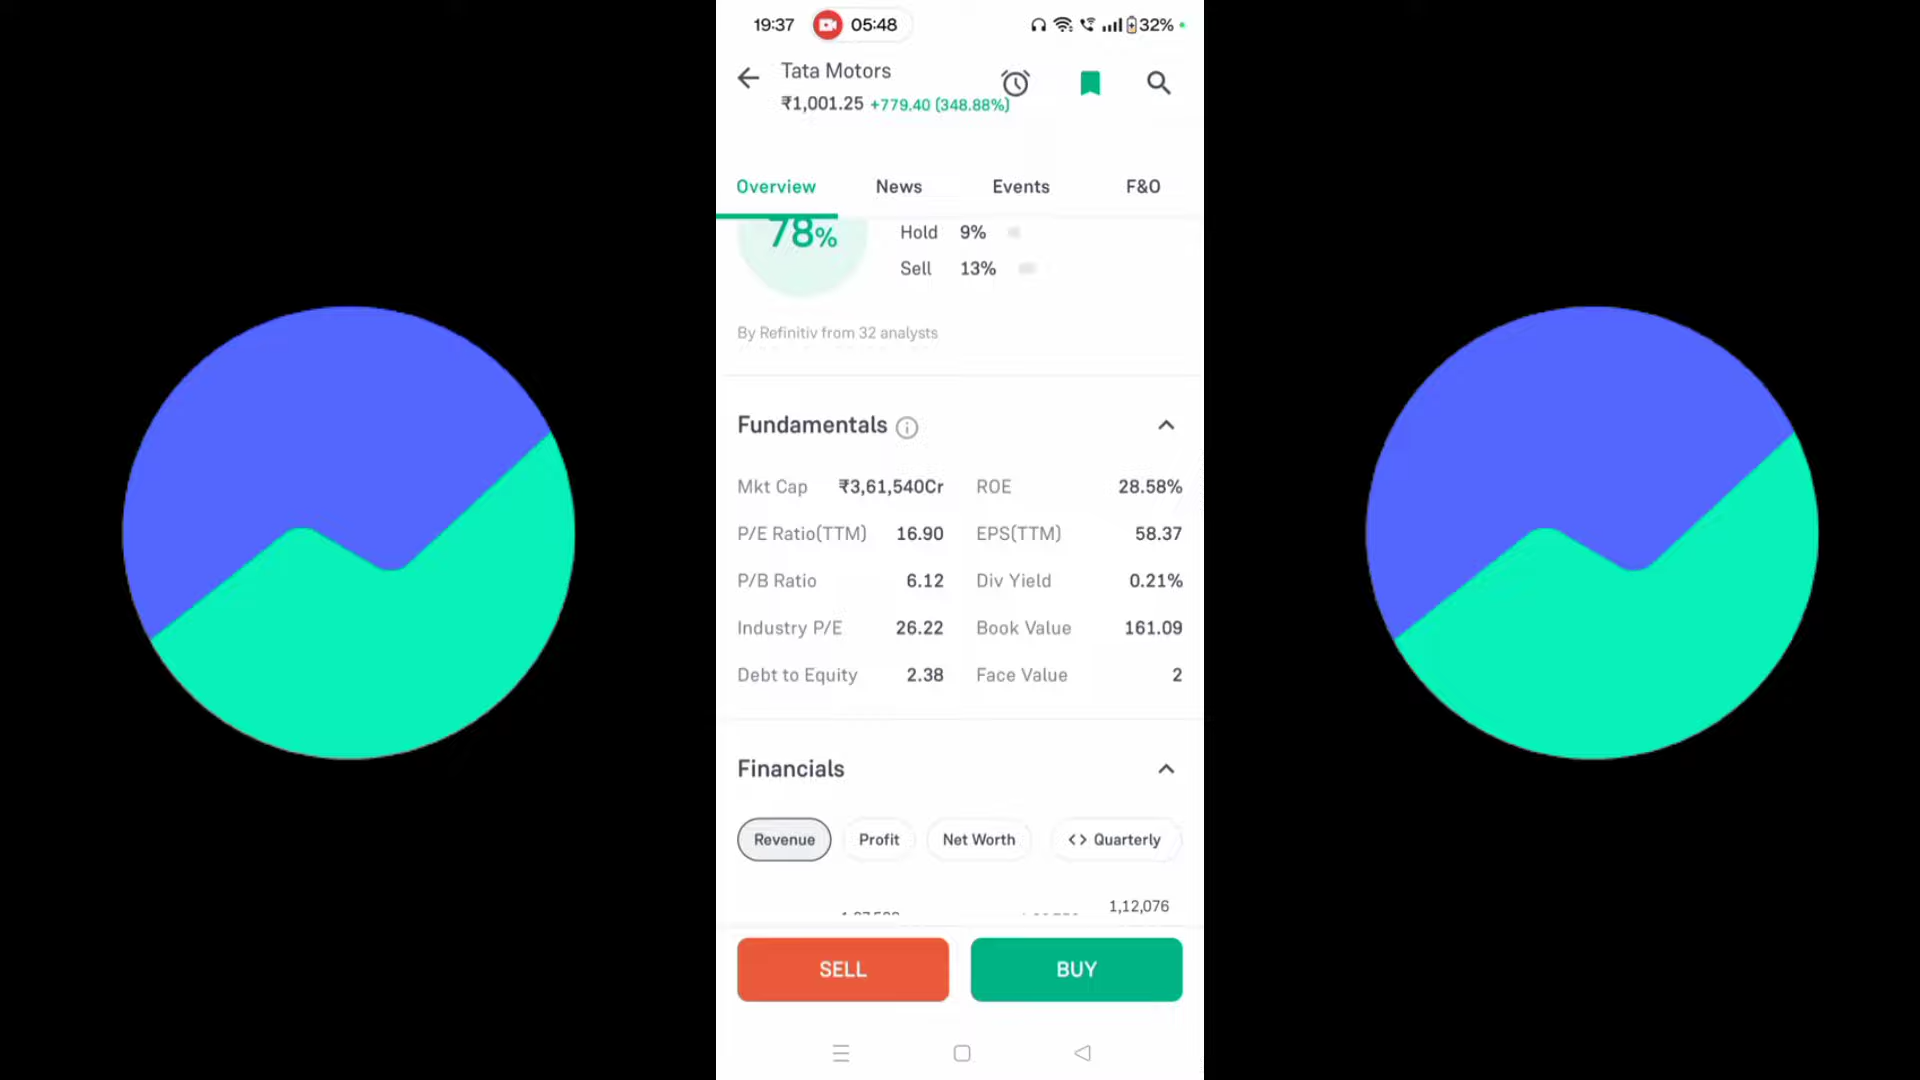 19:37 05:48 32%
Tata Motors
₹1,001.25 +779.40 (348.88%)
Overview News Events F&O
78% Hold 9%
Sell 13%
By Refinitiv from 32 analysts
Fundamentals
Mkt Cap ₹3,61,540Cr ROE 28.58%
P/E Ratio(TTM) 16.90 EPS(TTM) 58.37
P/B Ratio 6.12 Div Yield 0.21%
Industry P/E 26.22 Book Value 161.09
Debt to Equity 2.38 Face Value 2
Financials
Revenue Profit Net Worth <> Quarterly
1,12,076
SELL BUY